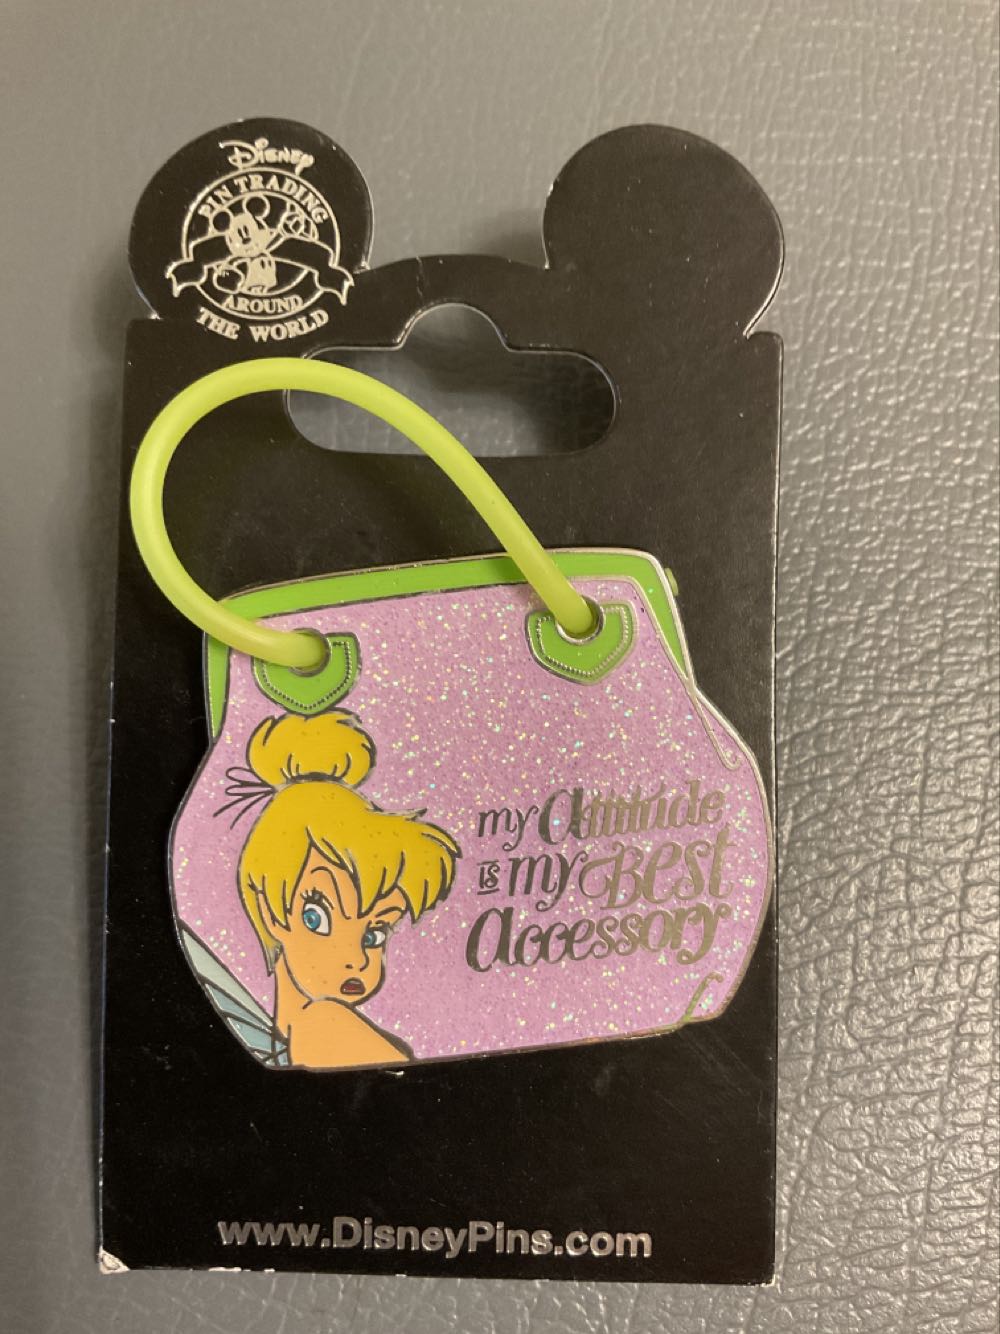 Disney
PIN TRADING
AROUND
THE WORLD
my attitude
is my Best
accessory
www.DisneyPins.com